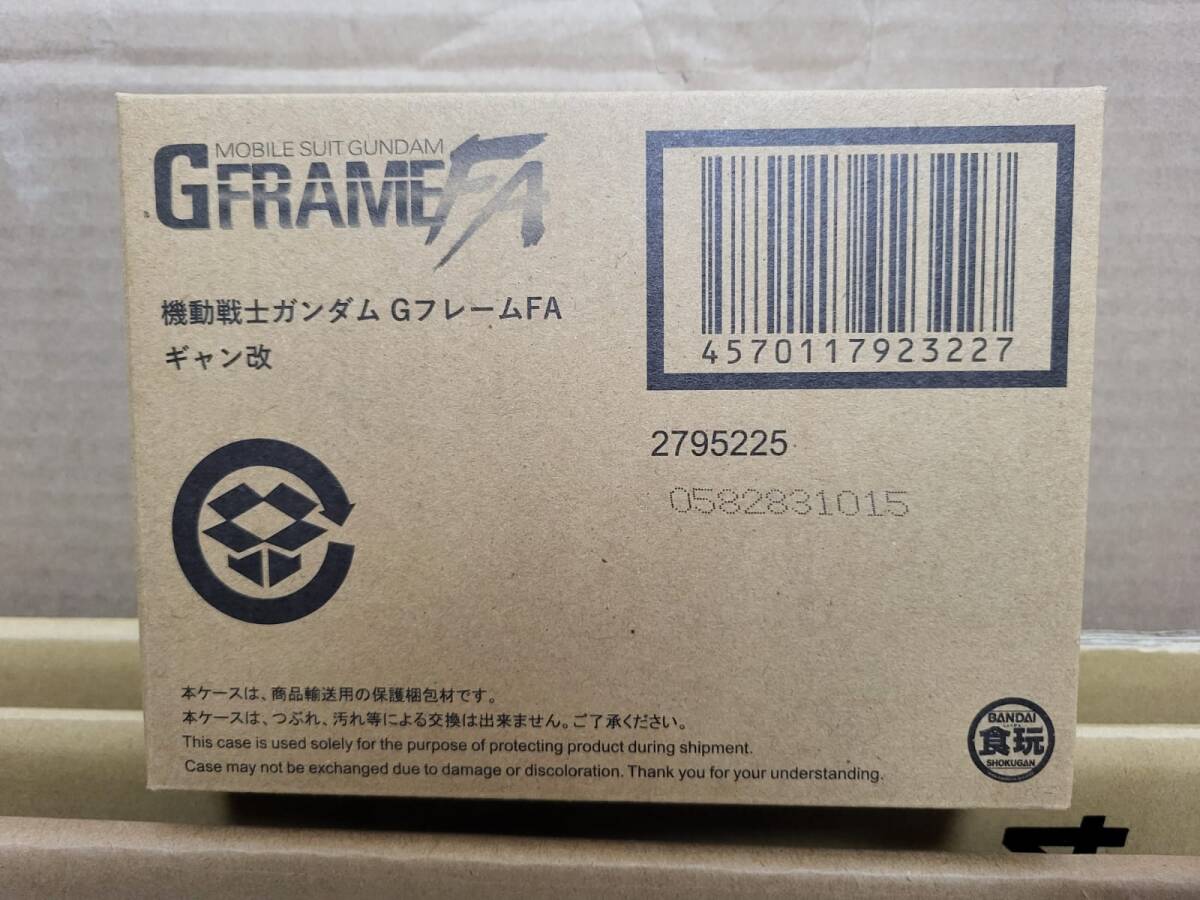 MOBILE SUIT GUNDAM
GFRAMEFA
機動戦士ガンダム GフレームFA
ギャン改
4570117923227
2795225
0582831015
本ケースは、商品輸送用の保護梱包材です。
本ケースは、つぶれ、汚れ等による交換は出来ません。ご了承ください。
This case is used solely for the purpose of protecting product during shipment.
Case may not be exchanged due to damage or discoloration. Thank you for your understanding.
BANDAI
食玩
SHOKUGAN